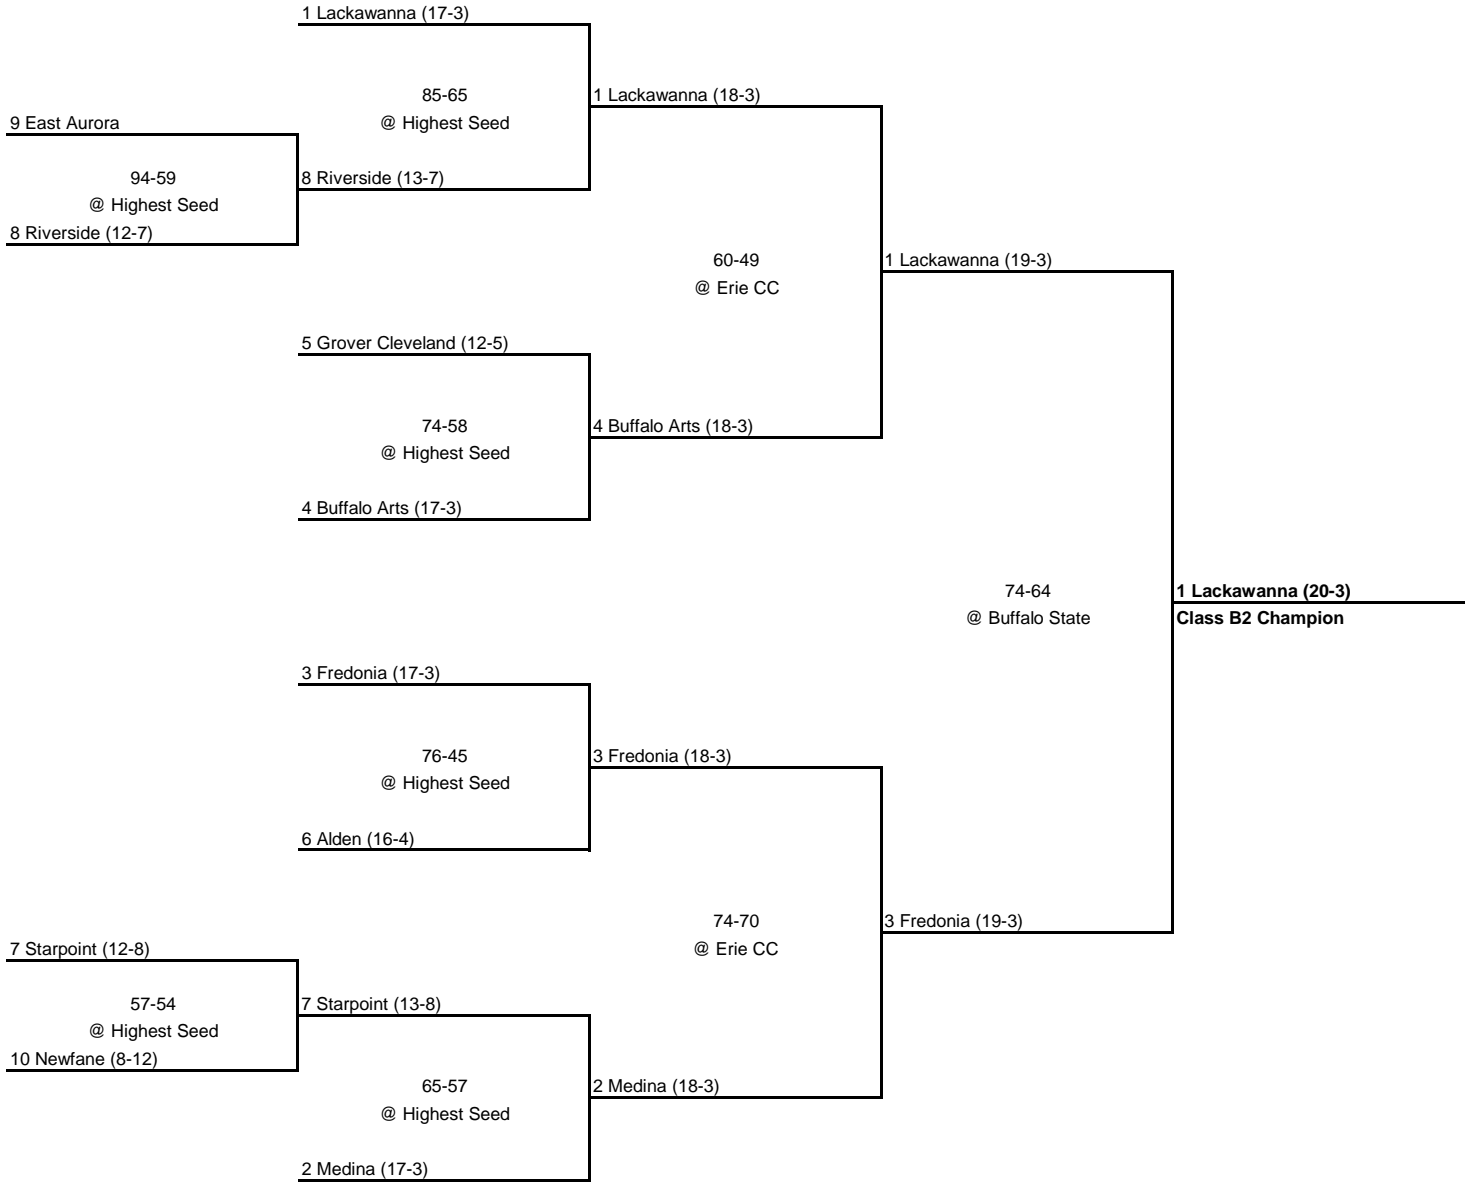 1 Lackawanna (17-3)
85-65
@ Highest Seed
1 Lackawanna (18-3)
9 East Aurora
94-59
@ Highest Seed
8 Riverside (13-7)
8 Riverside (12-7)
60-49
@ Erie CC
1 Lackawanna (19-3)
5 Grover Cleveland (12-5)
74-58
@ Highest Seed
4 Buffalo Arts (18-3)
4 Buffalo Arts (17-3)
74-64
@ Buffalo State
1 Lackawanna (20-3)
Class B2 Champion
3 Fredonia (17-3)
76-45
@ Highest Seed
3 Fredonia (18-3)
6 Alden (16-4)
74-70
@ Erie CC
3 Fredonia (19-3)
7 Starpoint (12-8)
57-54
@ Highest Seed
7 Starpoint (13-8)
10 Newfane (8-12)
65-57
@ Highest Seed
2 Medina (18-3)
2 Medina (17-3)